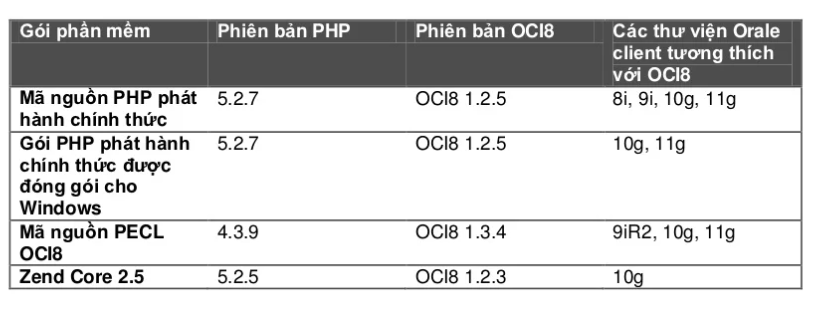 Gói phần mềm Phiên bản PHP Phiên bản OCI8 Các thư viện Orale
client tương thích
với OCI8
Mã nguồn PHP phát 5.2.7 OCI8 1.2.5 8i, 9i, 10g, 11g
hành chính thức
Gói PHP phát hành 5.2.7 OCI8 1.2.5 10g, 11g
chính thức được
đóng gói cho
Windows
Mã nguồn PECL 4.3.9 OCI8 1.3.4 9iR2, 10g, 11g
OCI8
Zend Core 2.5 5.2.5 OCI8 1.2.3 10g